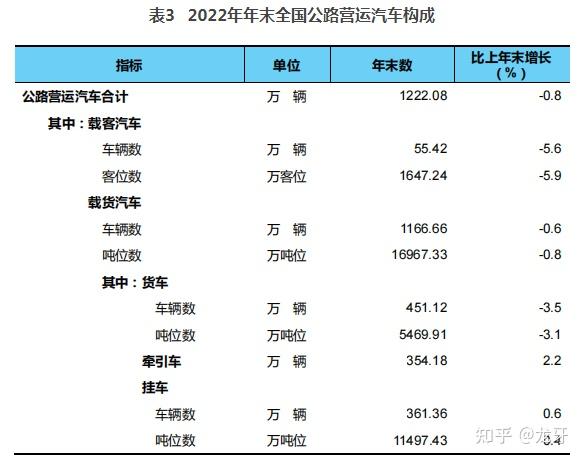 表3 2022年年末全国公路营运汽车构成
指标 单位 年末数 比上年末增长（%）
公路营运汽车合计 万 辆 1222.08 -0.8
其中：载客汽车
车辆数 万 辆 55.42 -5.6
客位数 万客位 1647.24 -5.9
载货汽车
车辆数 万 辆 1166.66 -0.6
吨位数 万吨位 16967.33 -0.8
其中：货车
车辆数 万 辆 451.12 -3.5
吨位数 万吨位 5469.91 -3.1
牵引车 万 辆 354.18 2.2
挂车
车辆数 万 辆 361.36 0.6
吨位数 万吨位 11497.43
知乎 @龙牙